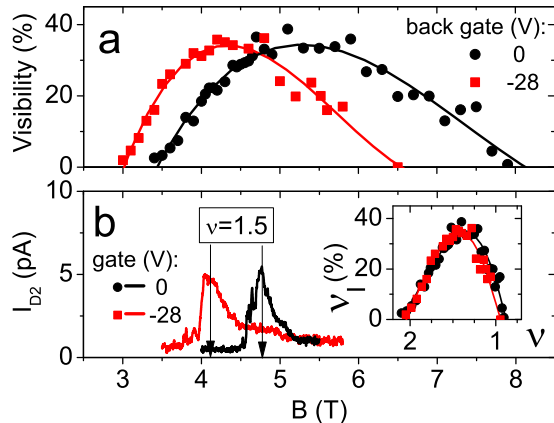 Visibility (%)
40
20
0
a
back gate (V):
0
-28
I_D2 (pA)
10
5
0
b
gate (V):
0
-28
ν=1.5
ν_I (%)
40
20
0
2
1
ν
3
4
5
6
7
8
B (T)